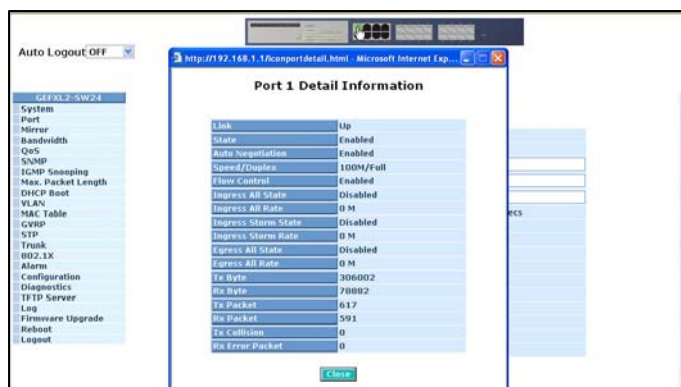 Auto Logout OFF
http://192.168.1.1/iconportdetail.html - Microsoft Internet Exp...
Port 1 Detail Information
GEFXL2-SW24
System
Port
Mirror
Bandwidth
QoS
SNMP
IGMP Snooping
Max. Packet Length
DHCP Boot
VLAN
MAC Table
GVRP
STP
Trunk
802.1X
Alarm
Configuration
Diagnostics
TFTP Server
Log
Firmware Upgrade
Reboot
Logout
Link Up
State Enabled
Auto Negotiation Enabled
Speed/Duplex 100M/Full
Flow Control Enabled
Ingress All State Disabled
Ingress All Rate 0 M
Ingress Storm State Disabled
Ingress Storm Rate 0 M
Egress All State Disabled
Egress All Rate 0 M
Tx Byte 306002
Rx Byte 70802
Tx Packet 617
Rx Packet 591
Tx Collision 0
Rx Error Packet 0
Close
ecs